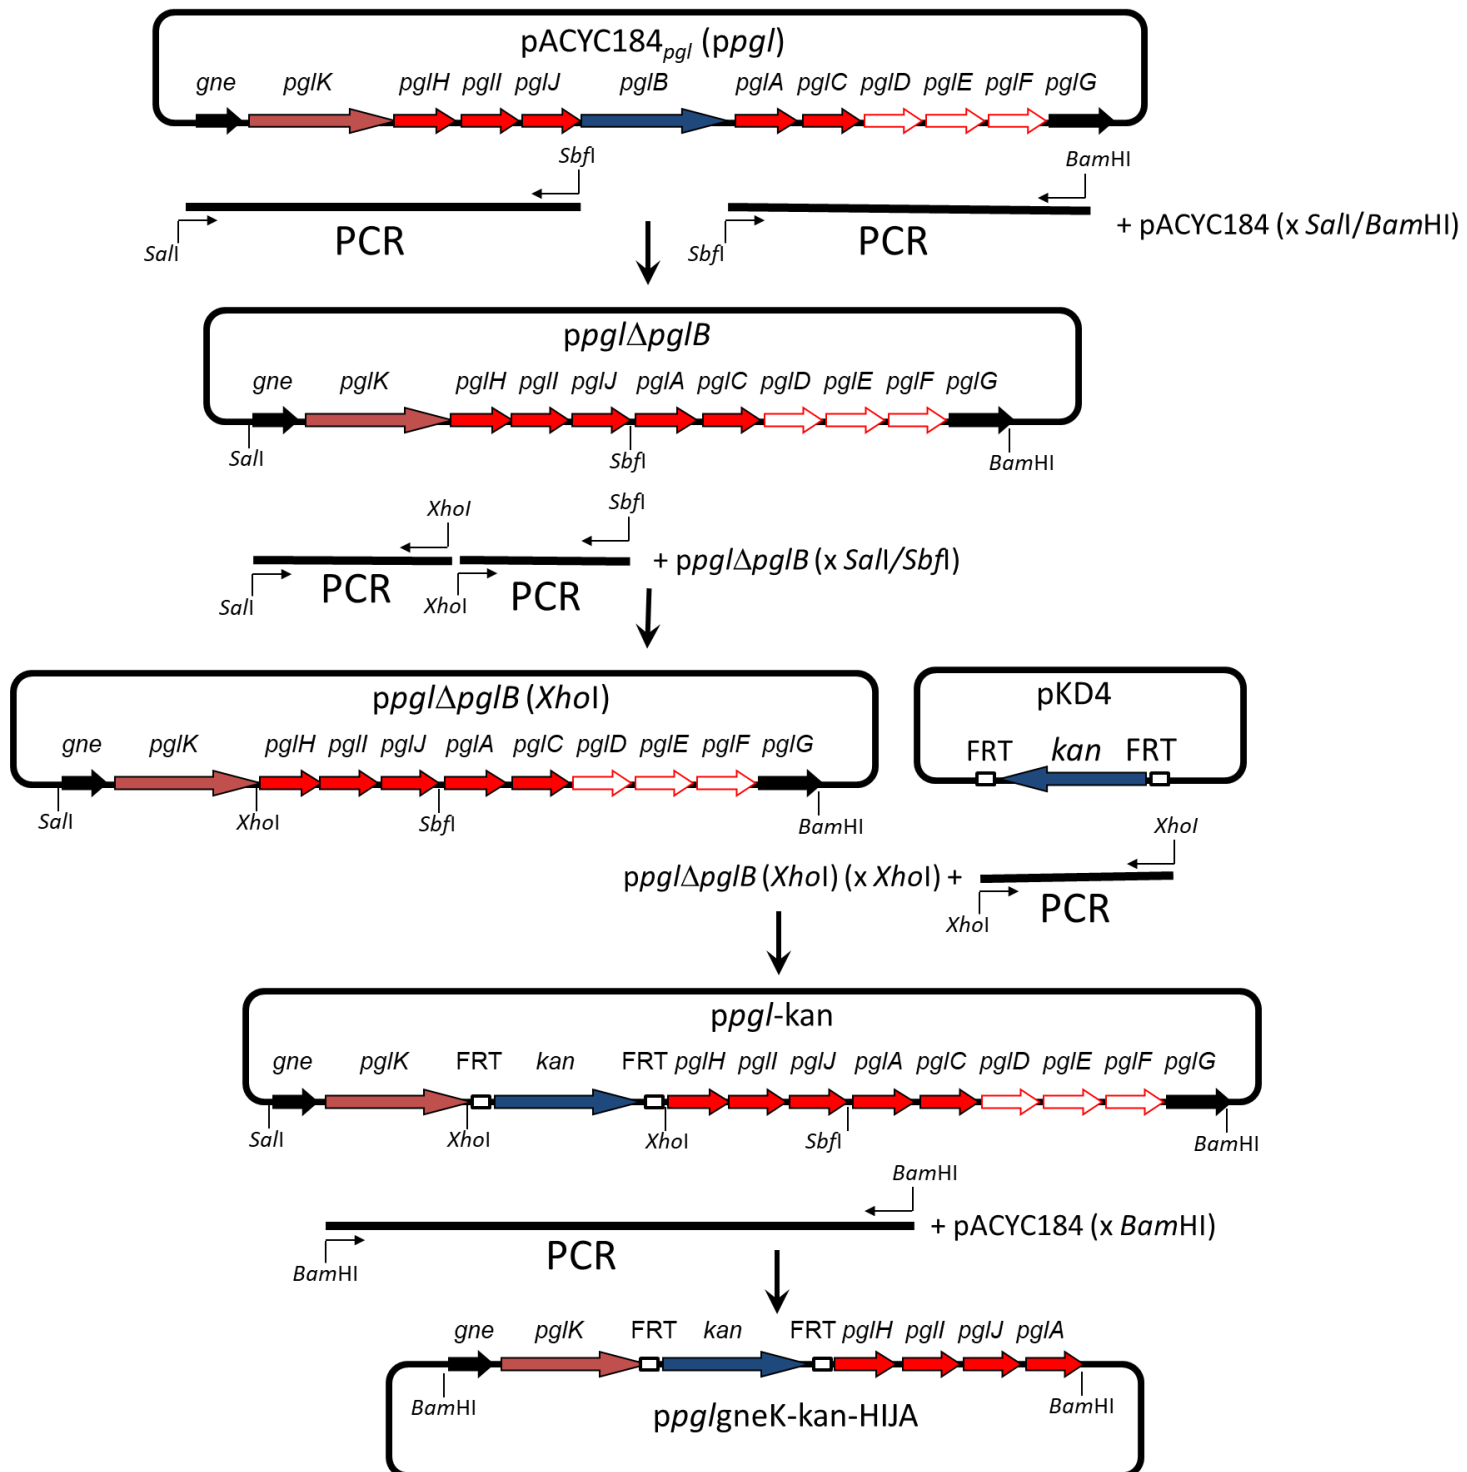 pACYC184pgl (ppgl)
gne pglK pglH pglI pglJ pglB pglA pglC pglD pglE pglF pglG
SbfI BamHI
PCR PCR + pACYC184 (x SalI/BamHI)
SalI SbfI
ppglΔpglB
gne pglK pglH pglI pglJ pglA pglC pglD pglE pglF pglG
SalI SbfI BamHI
XhoI SbfI
PCR PCR + ppglΔpglB (x SalI/SbfI)
SalI XhoI
ppglΔpglB (XhoI) pKD4
gne pglK pglH pglI pglJ pglA pglC pglD pglE pglF pglG FRT kan FRT
SalI XhoI SbfI BamHI XhoI
ppglΔpglB (XhoI) (x XhoI) + PCR
XhoI
ppgl-kan
gne pglK FRT kan FRT pglH pglI pglJ pglA pglC pglD pglE pglF pglG
SalI XhoI XhoI SbfI BamHI
BamHI
PCR + pACYC184 (x BamHI)
BamHI
gne pglK FRT kan FRT pglH pglI pglJ pglA
BamHI BamHI
ppglgneK-kan-HIJA